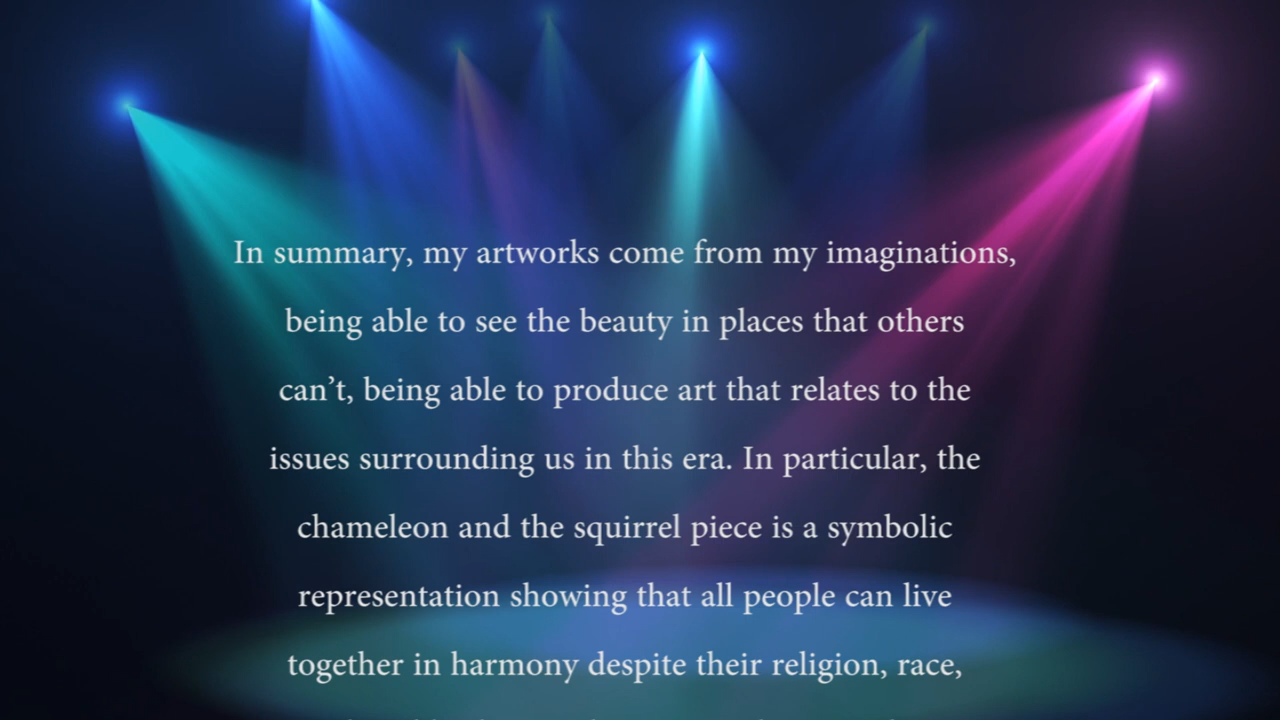 In summary, my artworks come from my imaginations,
being able to see the beauty in places that others
can’t, being able to produce art that relates to the
issues surrounding us in this era. In particular, the
chameleon and the squirrel piece is a symbolic
representation showing that all people can live
together in harmony despite their religion, race,